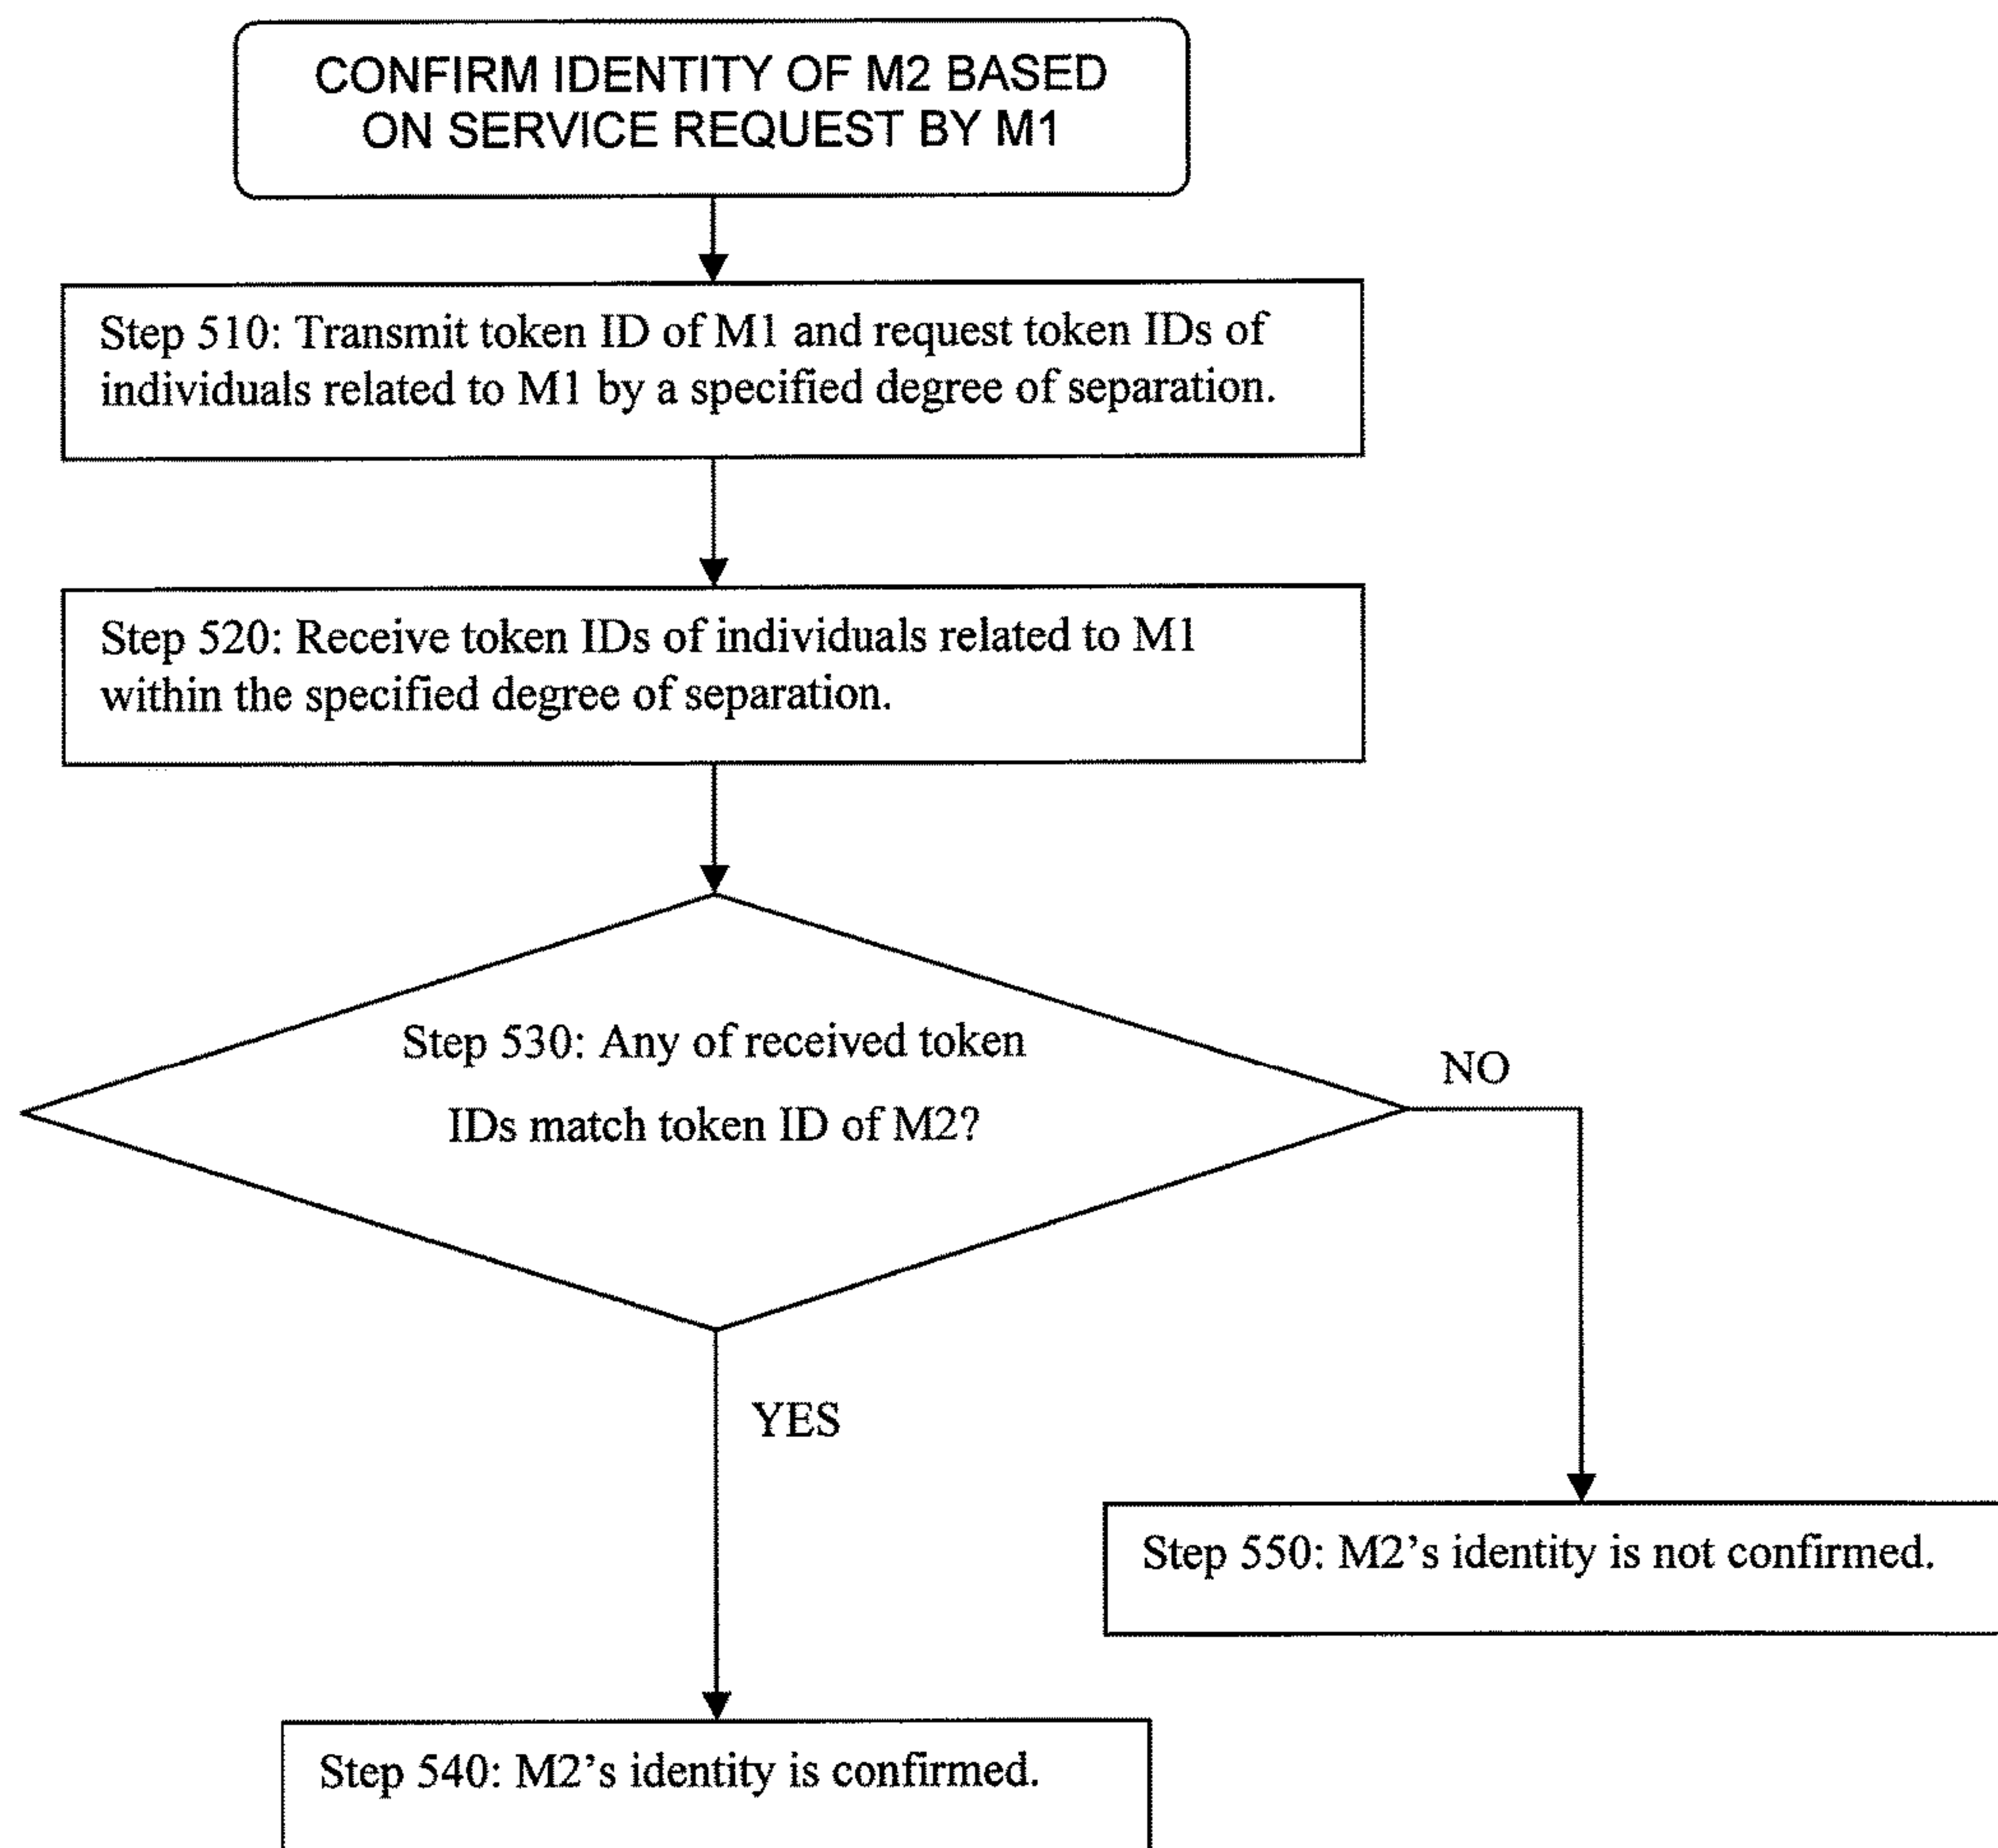 CONFIRM IDENTITY OF M2 BASED
ON SERVICE REQUEST BY M1
Step 510: Transmit token ID of M1 and request token IDs of
individuals related to M1 by a specified degree of separation.
Step 520: Receive token IDs of individuals related to M1
within the specified degree of separation.
Step 530: Any of received token
IDs match token ID of M2?
NO
YES
Step 550: M2’s identity is not confirmed.
Step 540: M2’s identity is confirmed.